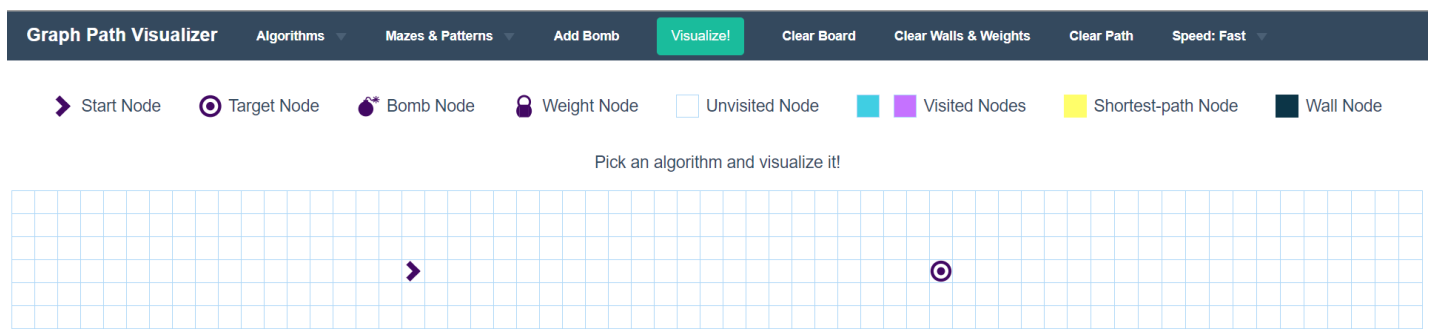 Graph Path Visualizer Algorithms Mazes & Patterns Add Bomb Visualize! Clear Board Clear Walls & Weights Clear Path Speed: Fast
Start Node Target Node Bomb Node Weight Node Unvisited Node Visited Nodes Shortest-path Node Wall Node
Pick an algorithm and visualize it!